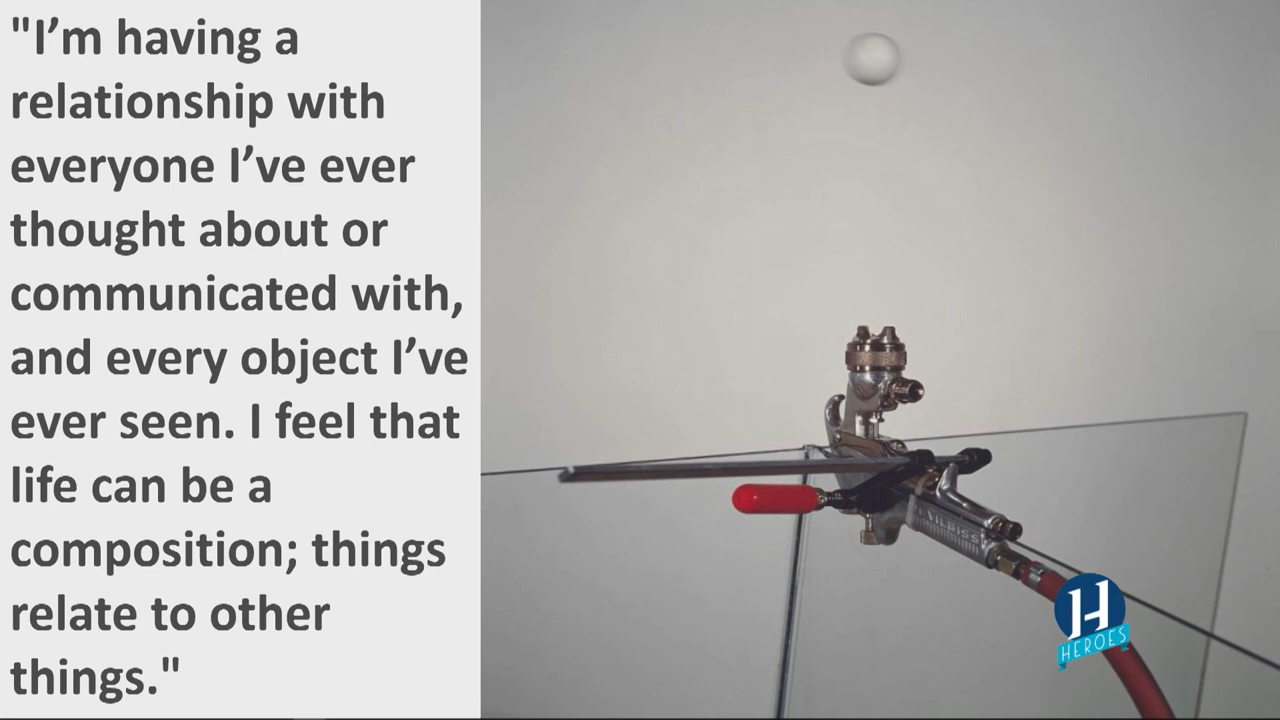 "I’m having a
relationship with
everyone I’ve ever
thought about or
communicated with,
and every object I’ve
ever seen. I feel that
life can be a
composition; things
relate to other
things."
VILBISS
H
HEROES